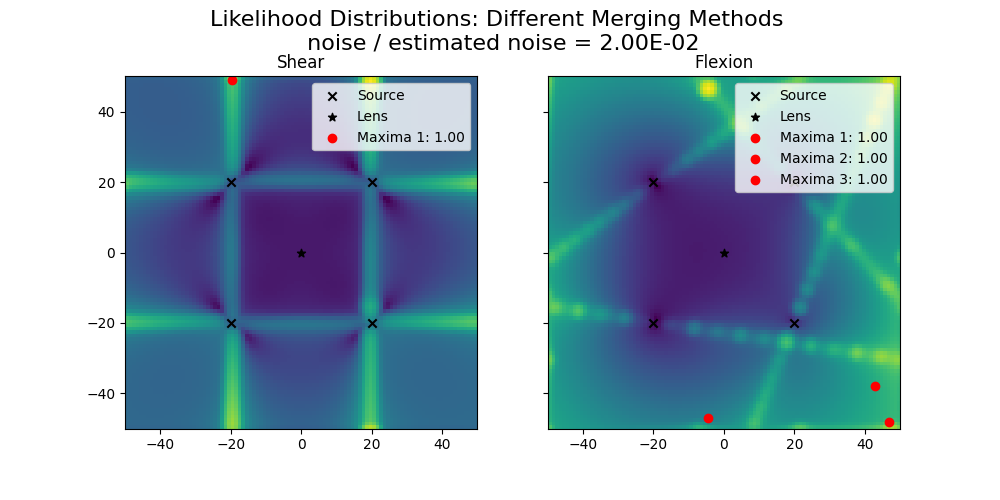 Likelihood Distributions: Different Merging Methods
noise / estimated noise = 2.00E-02
Shear
Flexion
Source
Lens
Maxima 1: 1.00
Source
Lens
Maxima 1: 1.00
Maxima 2: 1.00
Maxima 3: 1.00
40
20
0
−20
−40
−40
−20
0
20
40
−40
−20
0
20
40